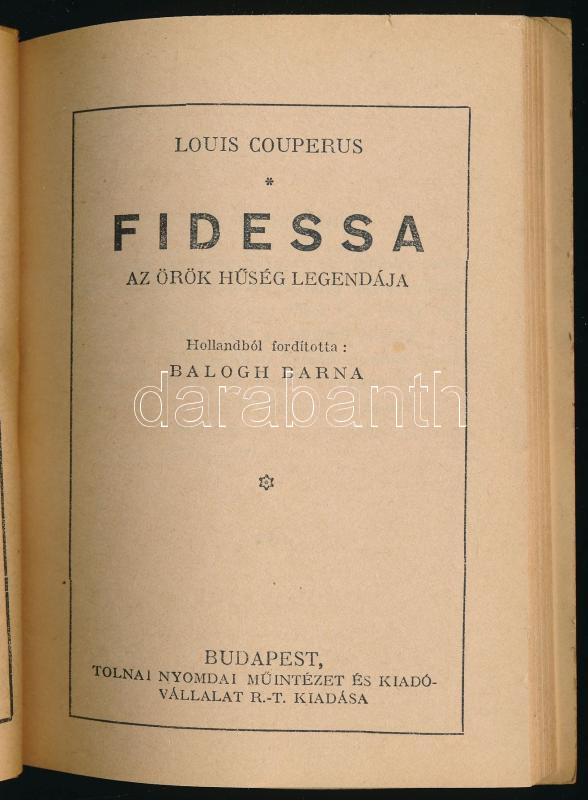 LOUIS COUPERUS
*
FIDESSA
AZ ÖRÖK HŰSÉG LEGENDÁJA
Hollandból fordította :
BALOGH BARNA
darabanth
BUDAPEST,
TOLNAI NYOMDAI MŰINTÉZET ÉS KIADÓ-
VÁLLALAT R.-T. KIADÁSA